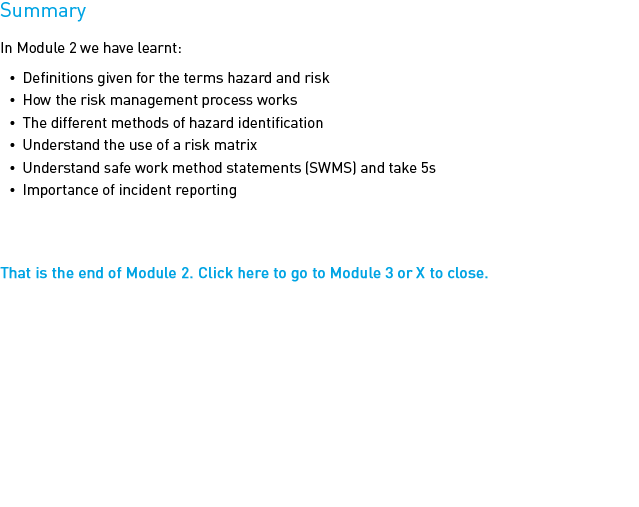 Summary
In Module 2 we have learnt:
• Definitions given for the terms hazard and risk
• How the risk management process works
• The different methods of hazard identification
• Understand the use of a risk matrix
• Understand safe work method statements (SWMS) and take 5s
• Importance of incident reporting
That is the end of Module 2. Click here to go to Module 3 or X to close.